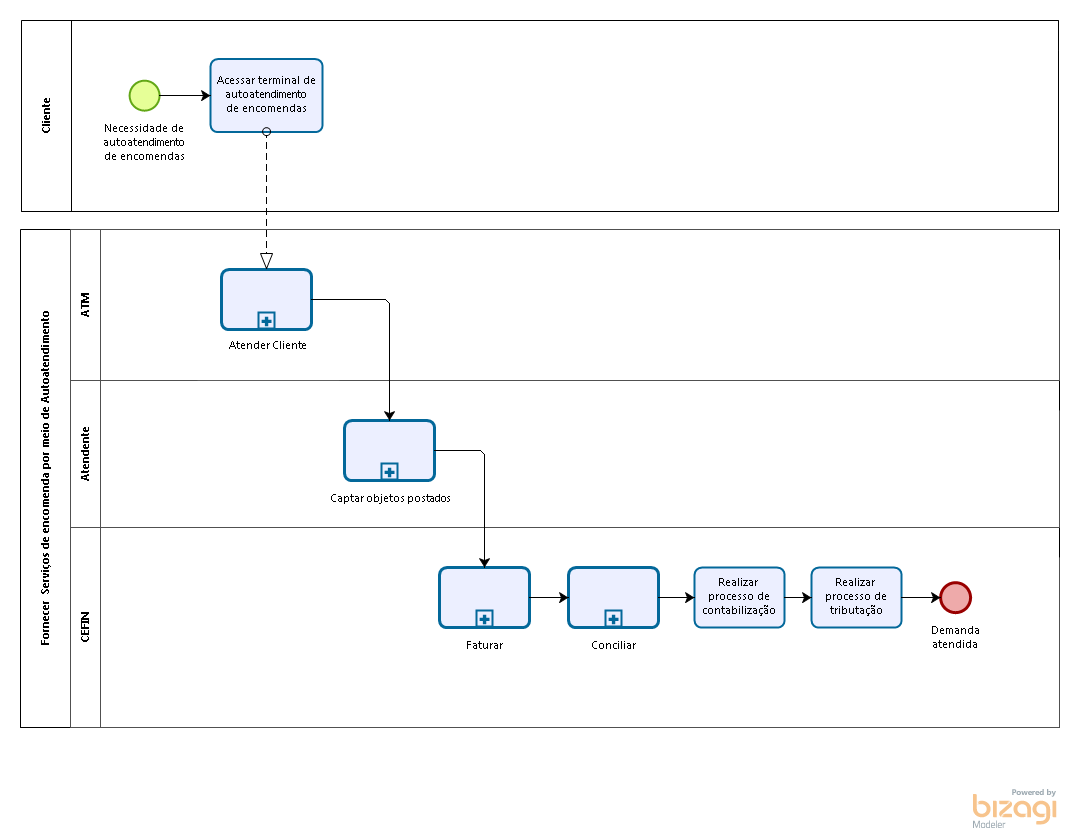 Cliente
Necessidade de
autoatendimento
de encomendas
Acessar terminal de
autoatendimento
de encomendas
Fornecer  Serviços de encomenda por meio de Autoatendimento
ATM
Atender Cliente
Atendente
Captar objetos postados
CEFIN
Faturar
Conciliar
Realizar
processo de
contabilização
Realizar
processo de
tributação
Demanda
atendida
Powered by
bizagi
Modeler